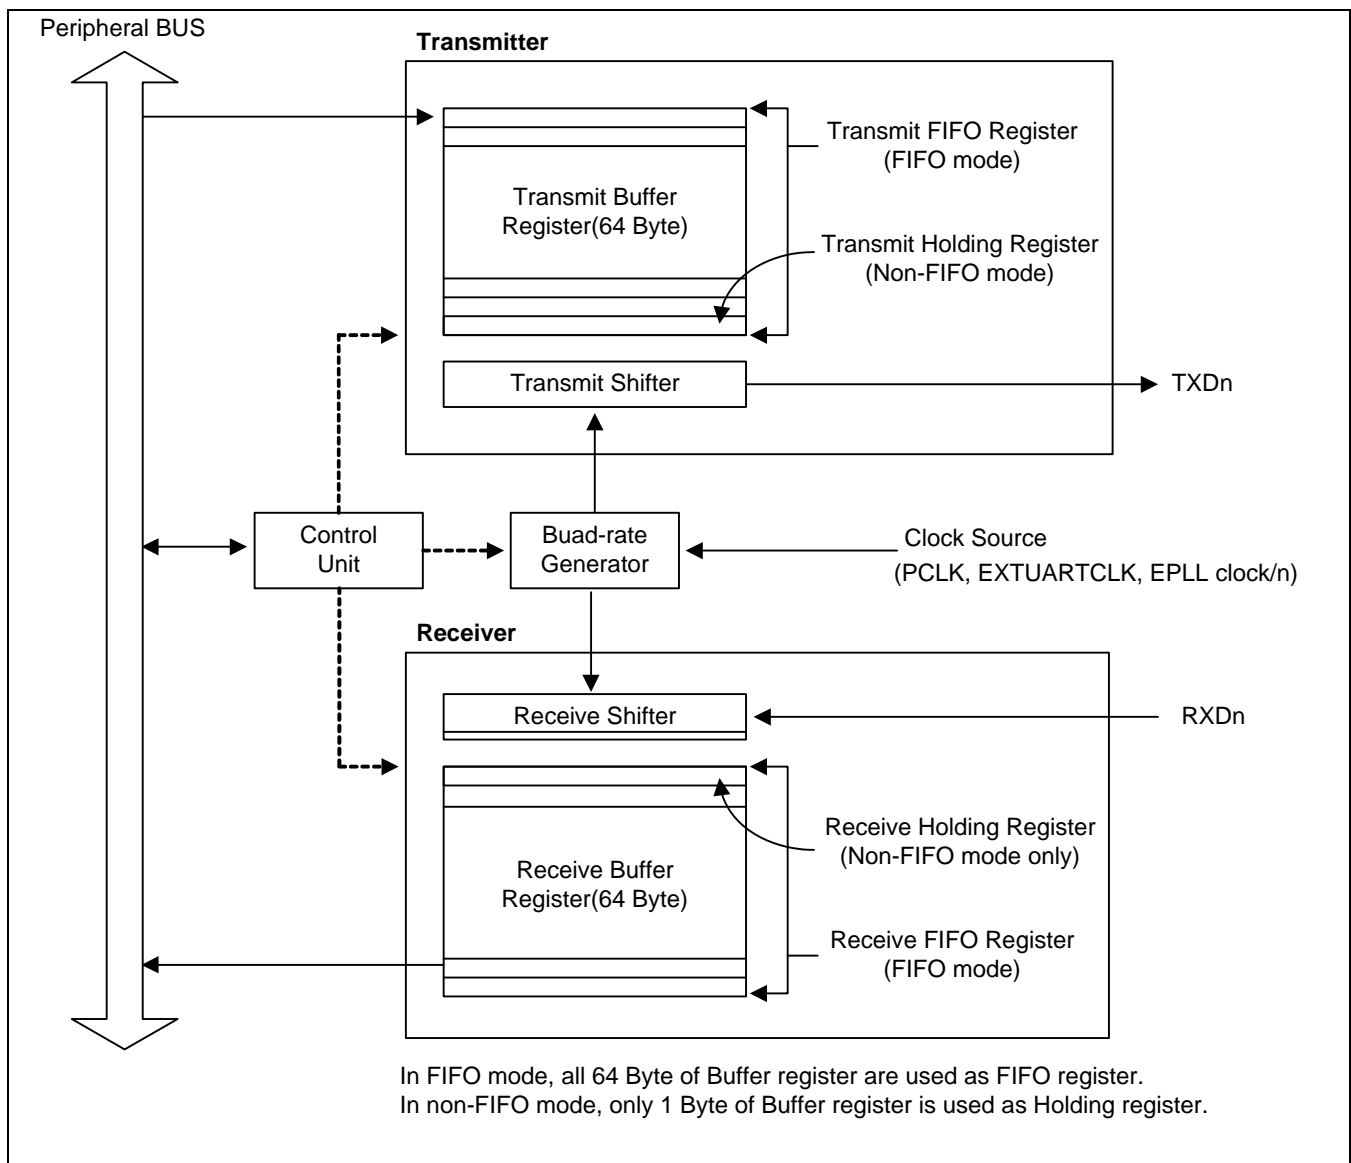 Peripheral BUS
Transmitter
Transmit FIFO Register
(FIFO mode)
Transmit Buffer
Register(64 Byte)
Transmit Holding Register
(Non-FIFO mode)
Transmit Shifter
TXDn
Control
Unit
Buad-rate
Generator
Clock Source
(PCLK, EXTUARTCLK, EPLL clock/n)
Receiver
Receive Shifter
RXDn
Receive Holding Register
(Non-FIFO mode only)
Receive Buffer
Register(64 Byte)
Receive FIFO Register
(FIFO mode)
In FIFO mode, all 64 Byte of Buffer register are used as FIFO register.
In non-FIFO mode, only 1 Byte of Buffer register is used as Holding register.